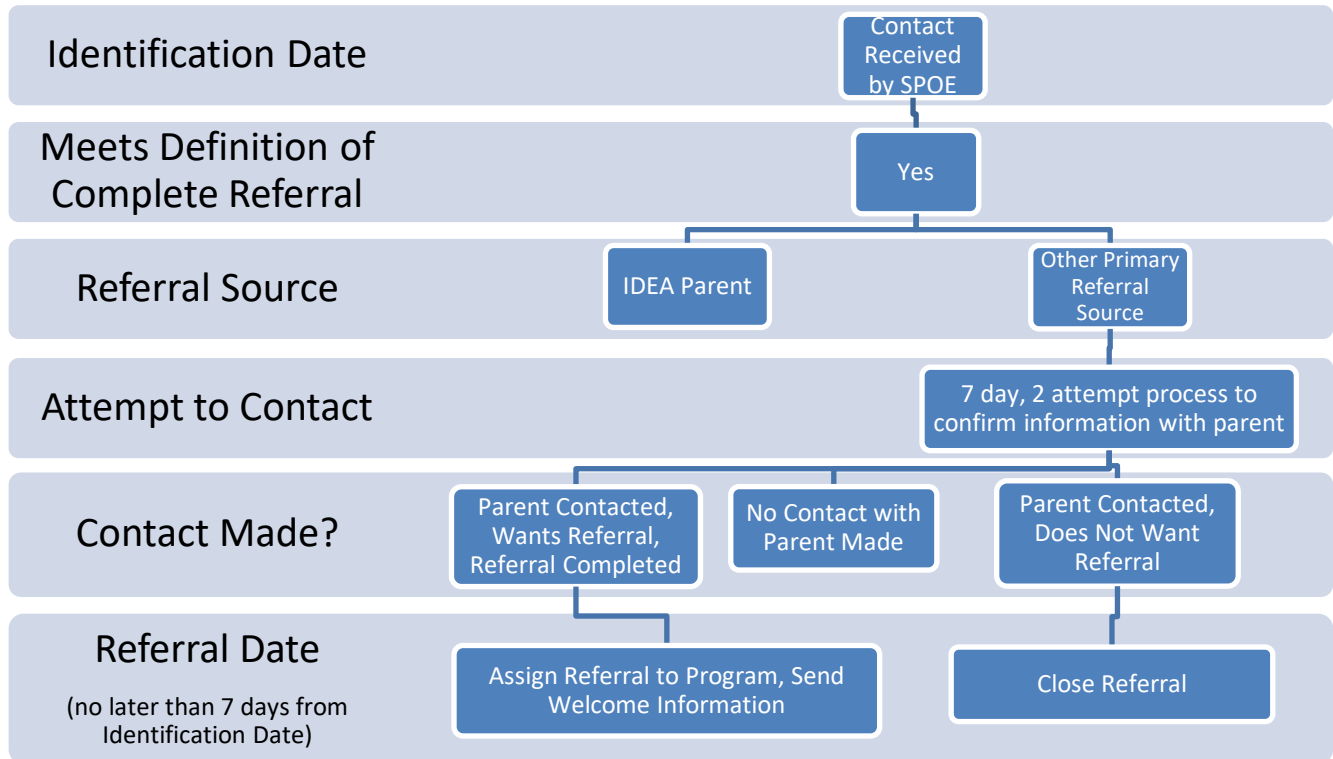 Identification Date
Contact
Received
by SPOE
Meets Definition of
Complete Referral
Yes
Referral Source
IDEA Parent
Other Primary
Referral
Source
Attempt to Contact
7 day, 2 attempt process to
confirm information with parent
Contact Made?
Parent Contacted,
Wants Referral,
Referral Completed
No Contact with
Parent Made
Parent Contacted,
Does Not Want
Referral
Referral Date
(no later than 7 days from
Identification Date)
Assign Referral to Program, Send
Welcome Information
Close Referral